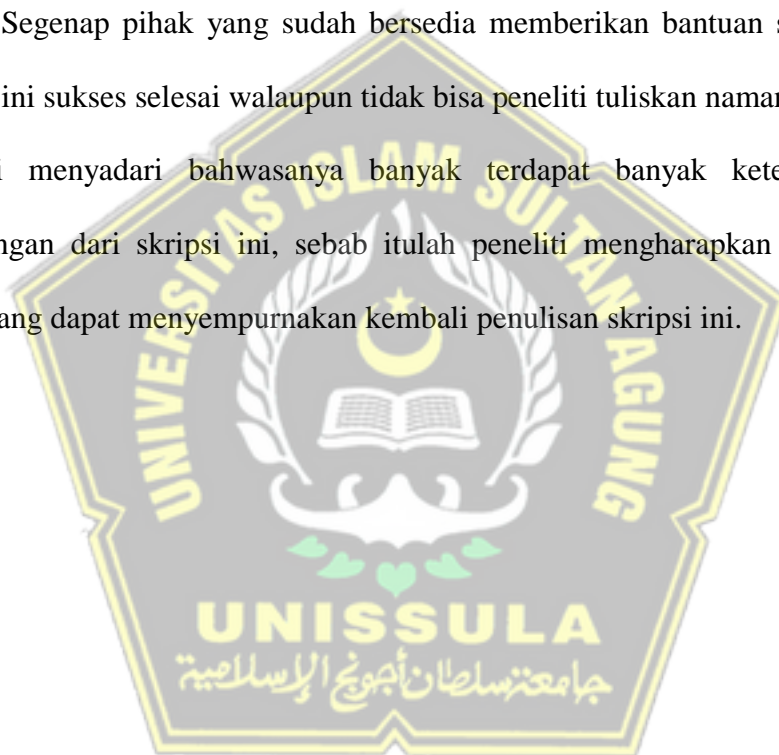 Segenap pihak yang sudah bersedia memberikan bantuan
ini sukses selesai walaupun tidak bisa peneliti tuliskan
menyadari bahwasanya banyak terdapat banyak
dari skripsi ini, sebab itulah peneliti mengharapkan
dapat menyempurnakan kembali penulisan skripsi ini.
UNIVERSITAS ISLAM SULTAN AGUNG
UNISSULA
جامعة سلطان أجونج الإسلامية